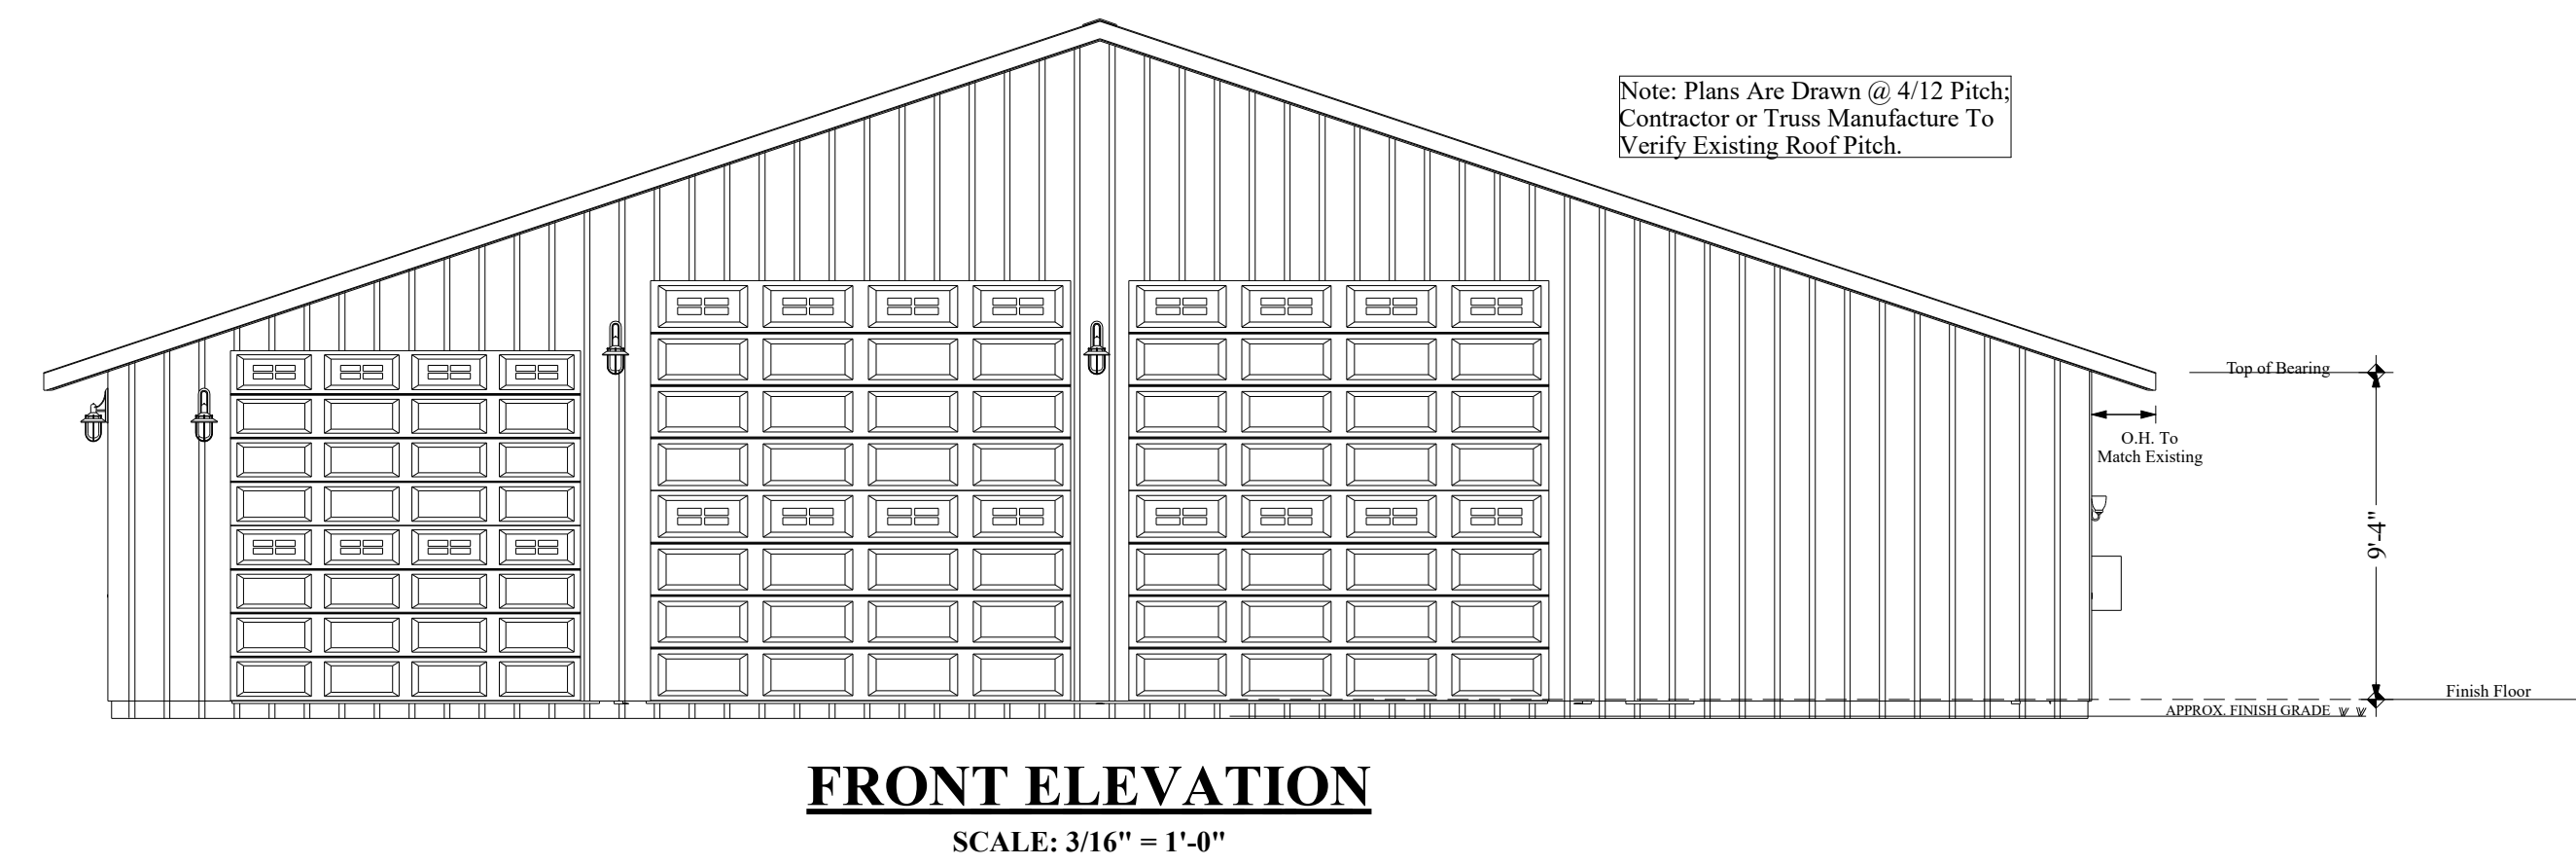 Note: Plans Are Drawn @ 4/12 Pitch;
Contractor or Truss Manufacture To
Verify Existing Roof Pitch.
Top of Bearing
O.H. To
Match Existing
9'-4"
Finish Floor
APPROX. FINISH GRADE
FRONT ELEVATION
SCALE: 3/16" = 1'-0"